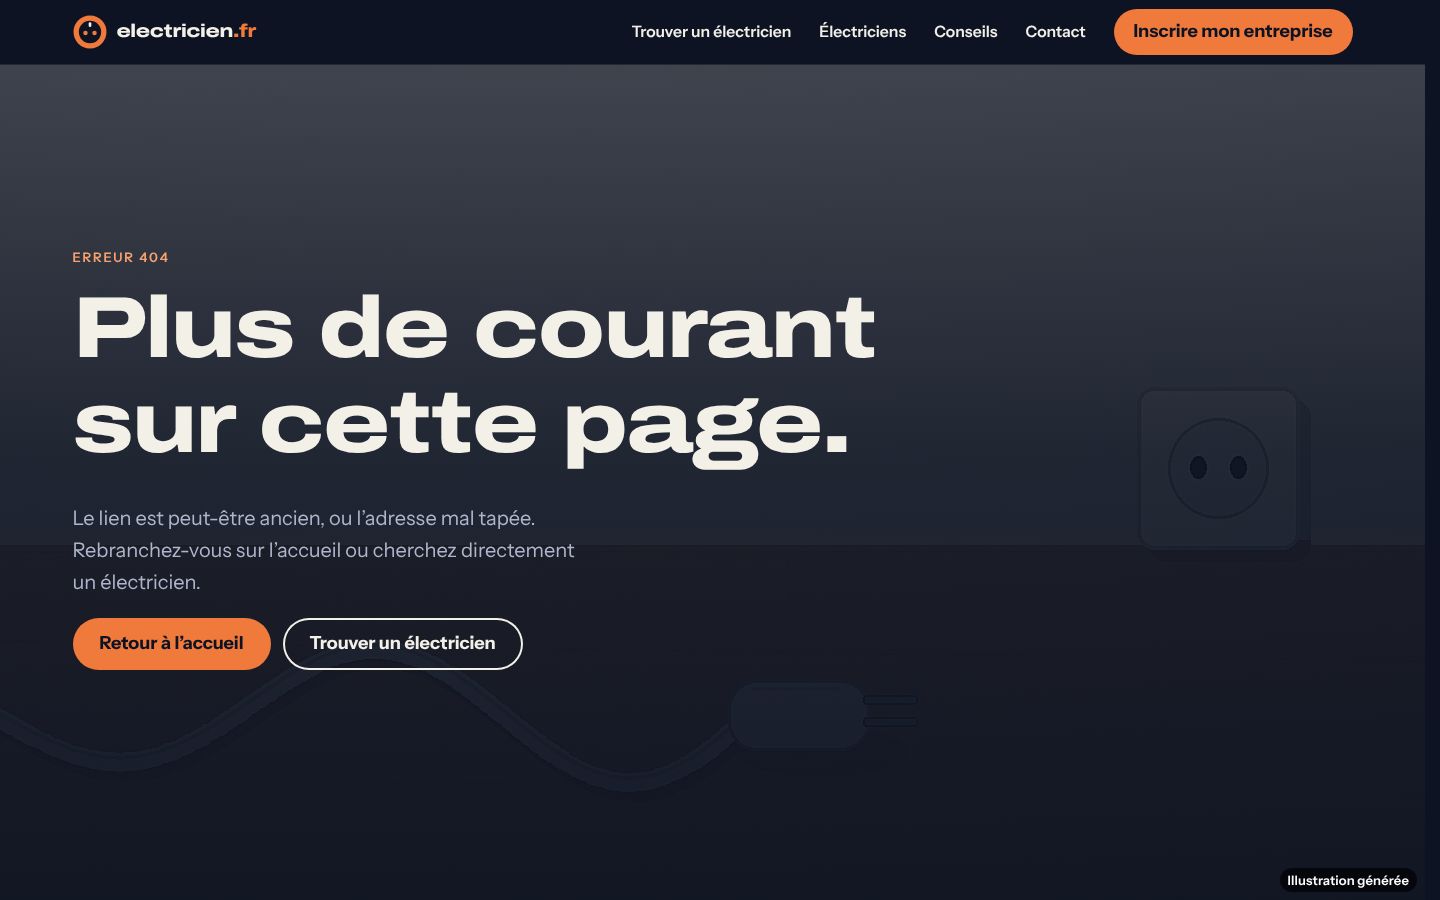 electricien.fr
Trouver un électricien
Électriciens
Conseils
Contact
Inscrire mon entreprise
ERREUR 404
Plus de courant
sur cette page.
Le lien est peut-être ancien, ou l’adresse mal tapée.
Rebranchez-vous sur l’accueil ou cherchez directement
un électricien.
Retour à l’accueil
Trouver un électricien
Illustration générée